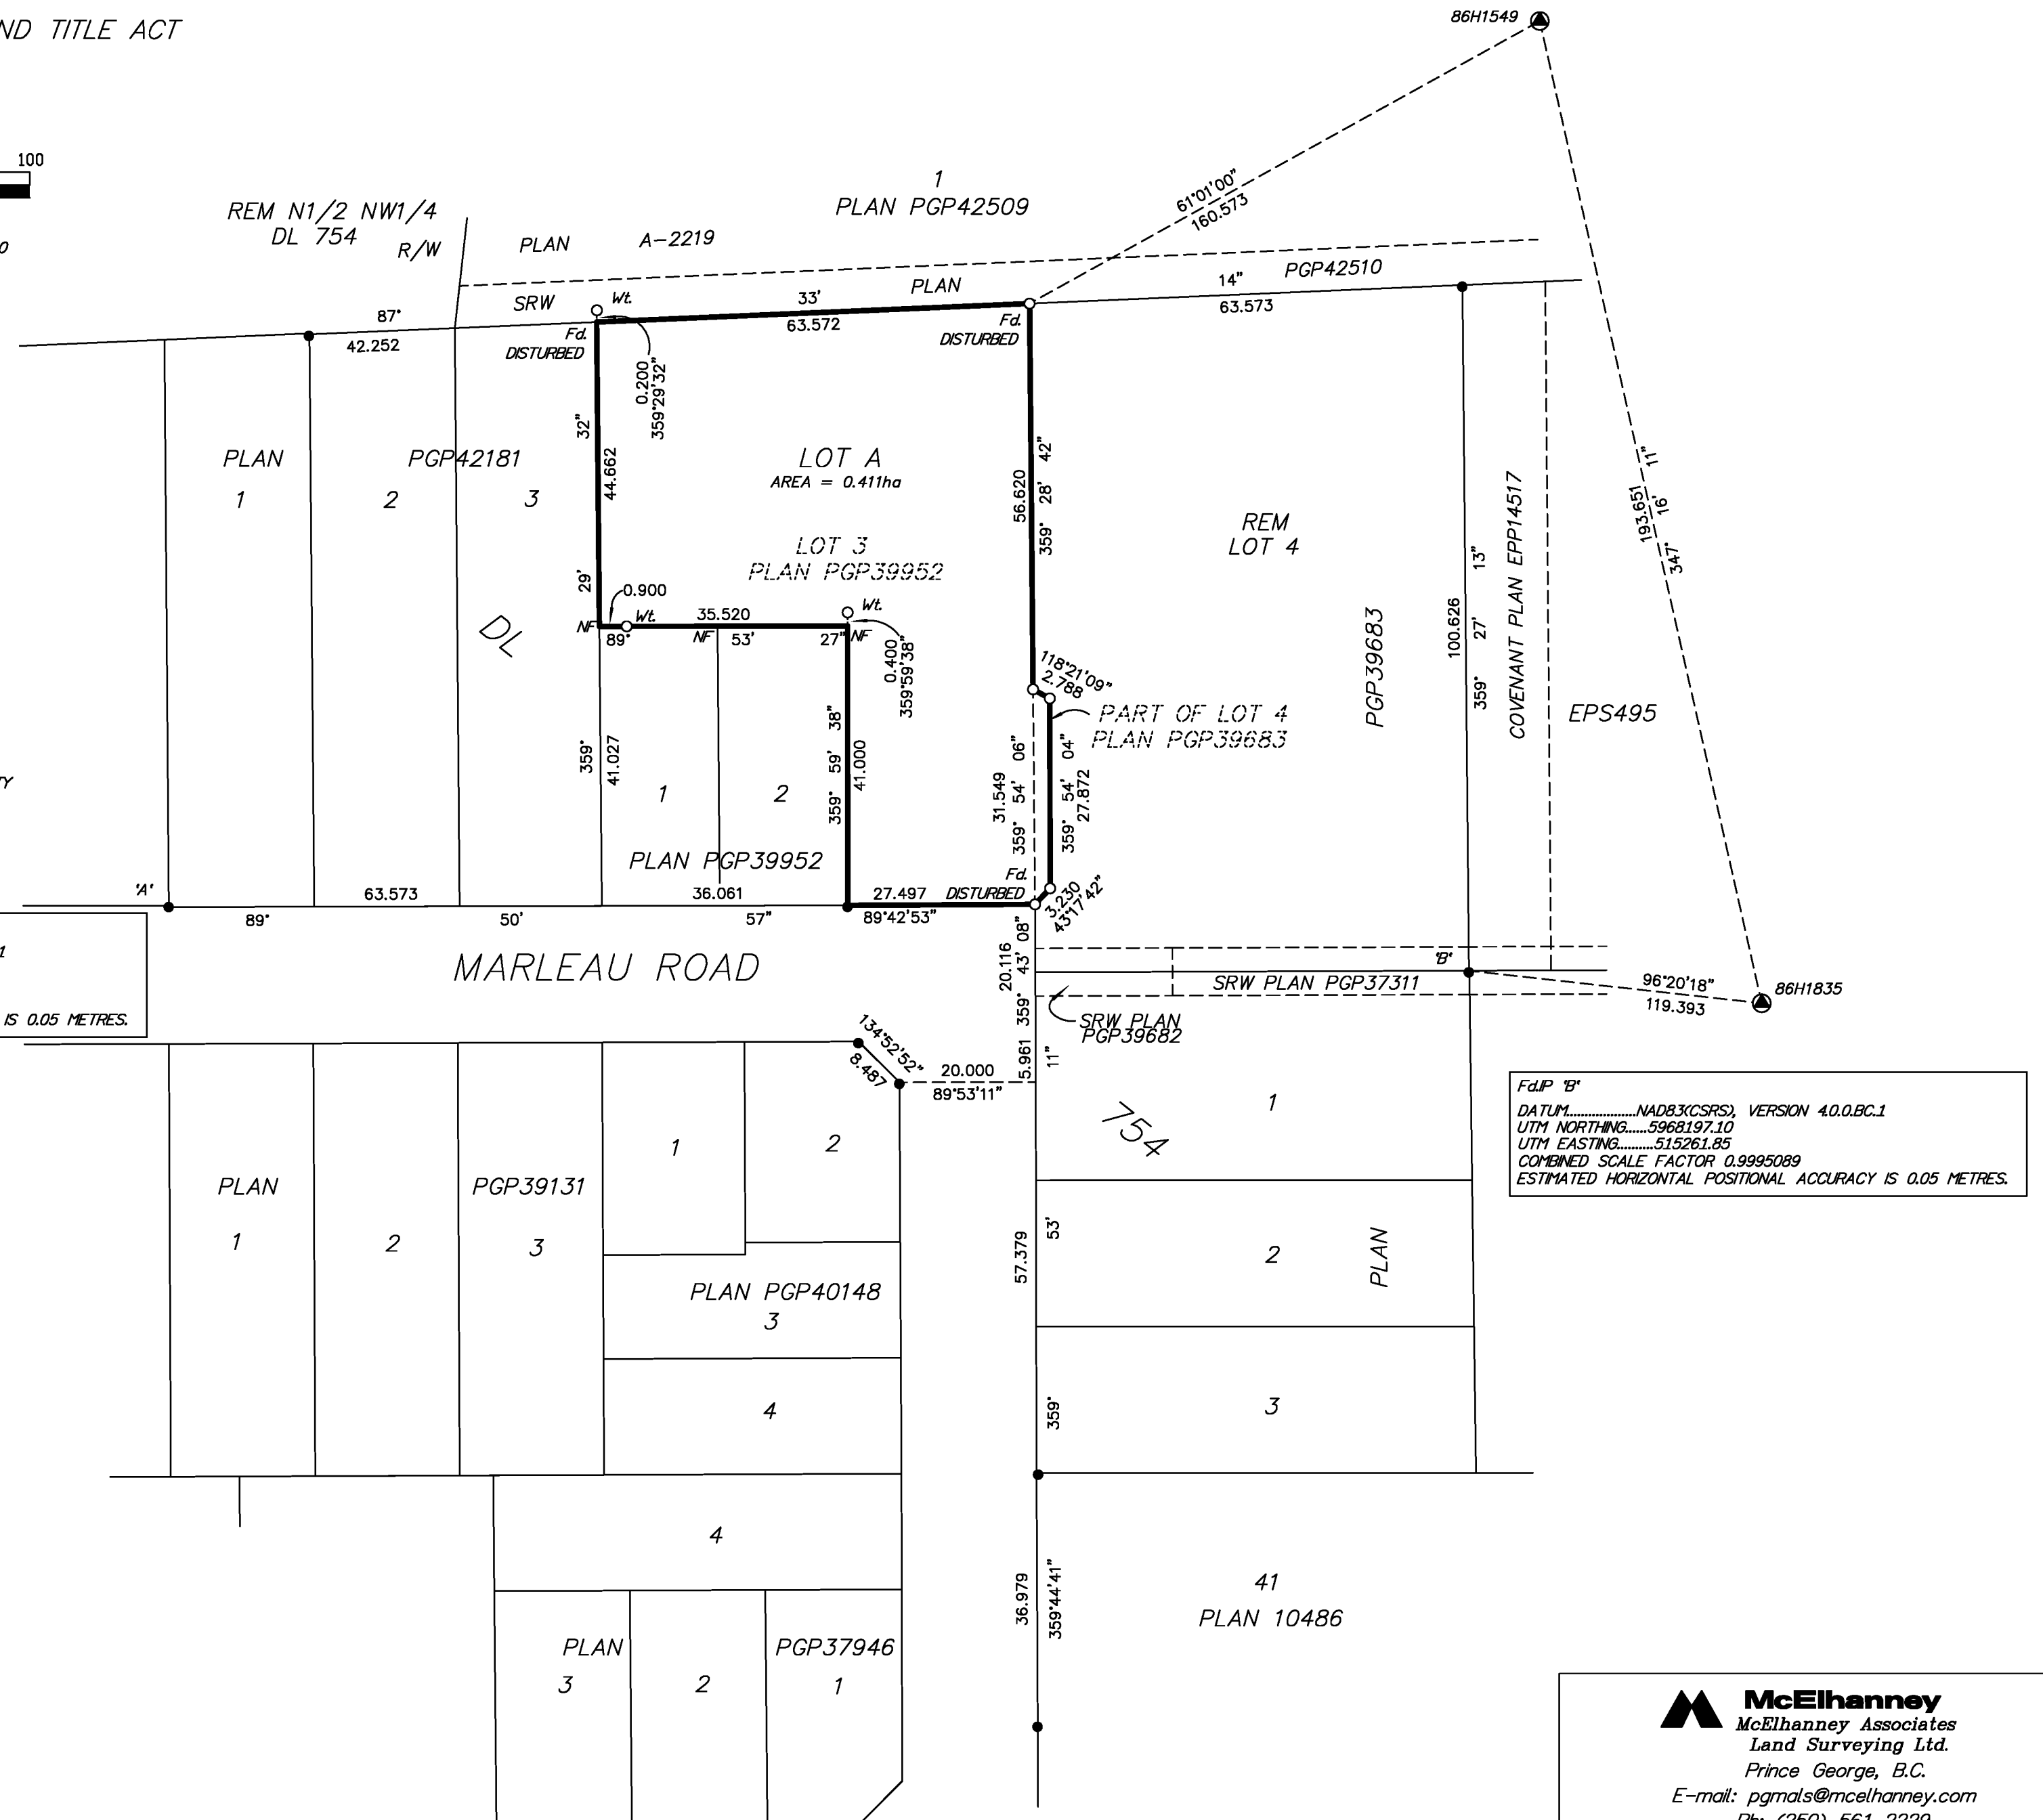 ND TITLE ACT
86H1549
100
1
PLAN PGP42509
61°01'00"
160.573
REM N1/2 NW1/4
DL 754
R/W
PLAN
A-2219
0
PLAN
PGP42510
14"
63.573
SRW
Wt.
33'
63.572
87°
42.252
Fd.
DISTURBED
Fd.
DISTURBED
0.200
359°29'32"
32"
44.662
29'
LOT A
AREA = 0.411ha
56.620
42"
28'
359°
PLAN
PGP42181
1
2
3
LOT 3
PLAN PGP39952
REM
LOT 4
193.651
11"
16'
347°
COVENANT PLAN EPP14517
100.626
13"
27'
359°
PGP39683
EPS495
0.900
NF
Wt.
35.520
89°
NF
53'
27"
NF
Wt.
0.400
359°59'38"
DL
118°21'09"
2.788
PART OF LOT 4
PLAN PGP39683
359°
41.027
38"
59'
359°
41.000
31.549
06"
54'
359°
04"
54'
359°
27.872
TY
1
2
PLAN PGP39952
Fd.
DISTURBED
'A'
63.573
36.061
27.497
89°
50'
57"
89°42'53"
3.230
43°17'42"
MARLEAU ROAD
20.116
08"
43'
359°
'B'
SRW PLAN PGP37311
SRW PLAN
PGP39682
96°20'18"
119.393
86H1835
1
IS 0.05 METRES.
134°52'52"
8.487
20.000
89°53'11"
5.961
11"
Fd.IP 'B'
DATUM...................NAD83(CSRS), VERSION 4.0.0.BC.1
UTM NORTHING......5968197.10
UTM EASTING..........515261.85
COMBINED SCALE FACTOR 0.9995089
ESTIMATED HORIZONTAL POSITIONAL ACCURACY IS 0.05 METRES.
754
1
1
2
PLAN
PGP39131
1
2
3
57.379
53'
359°
2
PLAN
3
PLAN PGP40148
3
4
4
36.979
359°44'41"
41
PLAN 10486
PLAN
PGP37946
3
2
1
McElhanney
McElhanney Associates
Land Surveying Ltd.
Prince George, B.C.
E-mail: pgmals@mcelhanney.com
Ph: (250) 561-2229